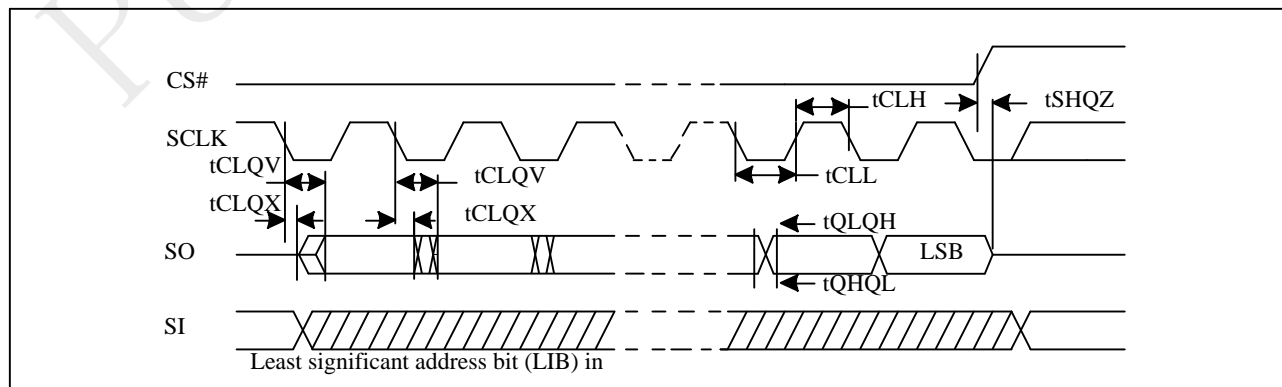 CS#
tCLH
tSHQZ
SCLK
tCLQV
tCLQV
tCLL
tCLQX
tCLQX
tQLQH
SO
LSB
tQHQL
SI
Least significant address bit (LIB) in